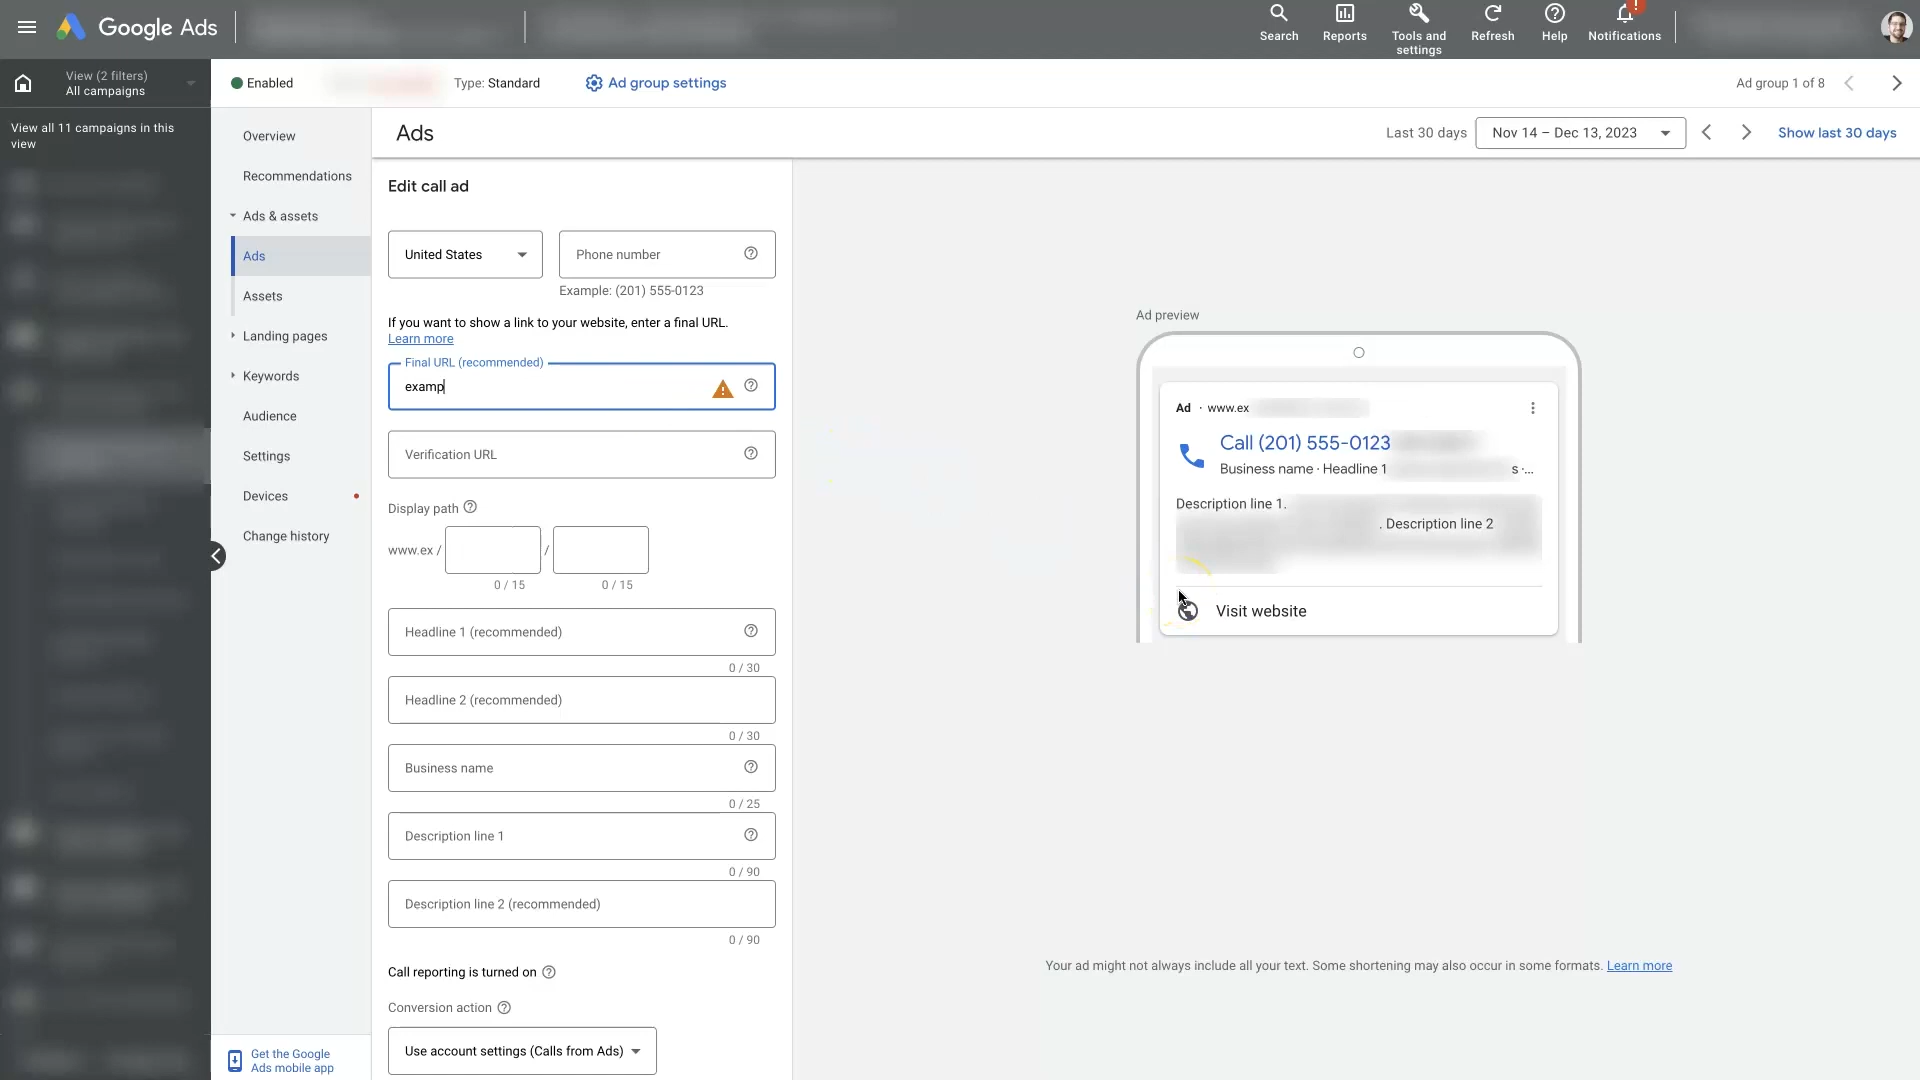 Google Ads
Search
Reports
Tools and
settings
Refresh
Help
!
Notifications
View (2 filters)
All campaigns
Enabled
Type: Standard
Ad group settings
Ad group 1 of 8
View all 11 campaigns in this
view
Overview
Recommendations
Ads & assets
Ads
Assets
Landing pages
Keywords
Audience
Settings
Devices
Change history
Get the Google
Ads mobile app
Ads
Last 30 days
Nov 14 – Dec 13, 2023
Show last 30 days
Edit call ad
United States
Phone number
Example: (201) 555-0123
If you want to show a link to your website, enter a final URL.
Learn more
Final URL (recommended)
examp
Verification URL
Display path
www.ex /
/
0 / 15
0 / 15
Headline 1 (recommended)
0 / 30
Headline 2 (recommended)
0 / 30
Business name
0 / 25
Description line 1
0 / 90
Description line 2 (recommended)
0 / 90
Call reporting is turned on
Conversion action
Use account settings (Calls from Ads)
Ad preview
Ad · www.ex
Call (201) 555-0123
Business name · Headline 1 s ·...
Description line 1.
. Description line 2
Visit website
Your ad might not always include all your text. Some shortening may also occur in some formats. Learn more